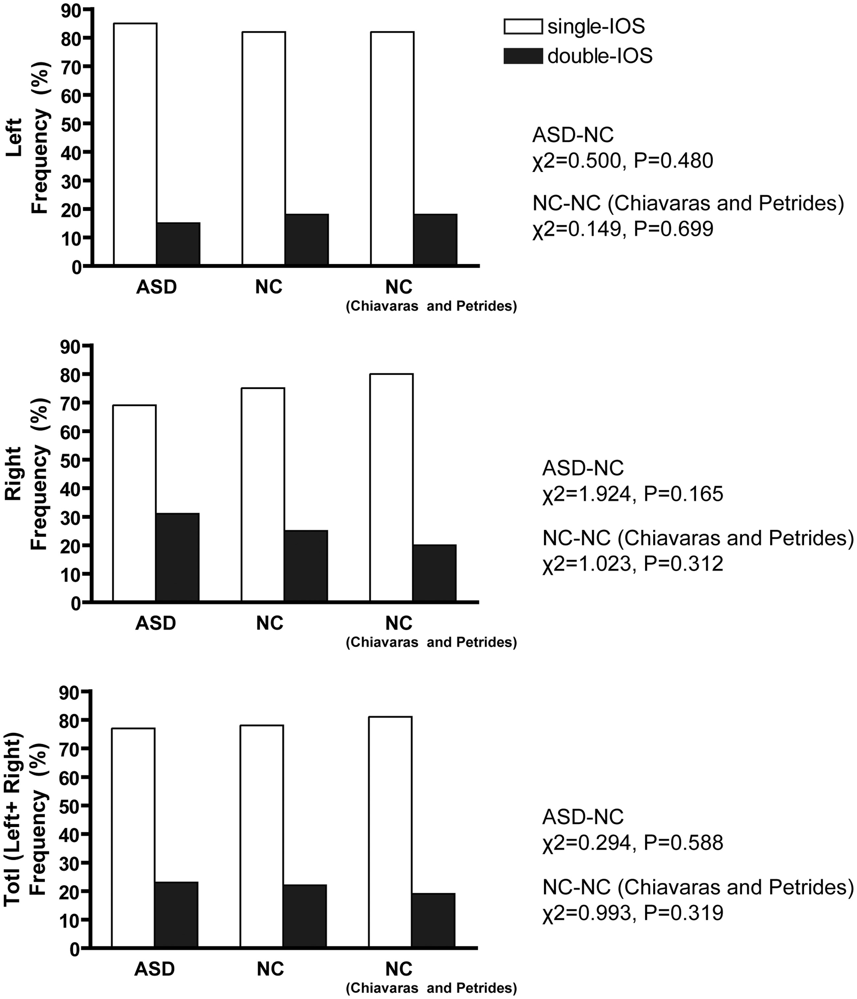 single-IOS
double-IOS
Left
Frequency (%)
90
80
70
60
50
40
30
20
10
0
ASD
NC
NC
(Chiavaras and Petrides)
ASD-NC
χ2=0.500, P=0.480
NC-NC (Chiavaras and Petrides)
χ2=0.149, P=0.699
Right
Frequency (%)
90
80
70
60
50
40
30
20
10
0
ASD
NC
NC
(Chiavaras and Petrides)
ASD-NC
χ2=1.924, P=0.165
NC-NC (Chiavaras and Petrides)
χ2=1.023, P=0.312
Totl (Left+ Right)
Frequency (%)
90
80
70
60
50
40
30
20
10
0
ASD
NC
NC
(Chiavaras and Petrides)
ASD-NC
χ2=0.294, P=0.588
NC-NC (Chiavaras and Petrides)
χ2=0.993, P=0.319